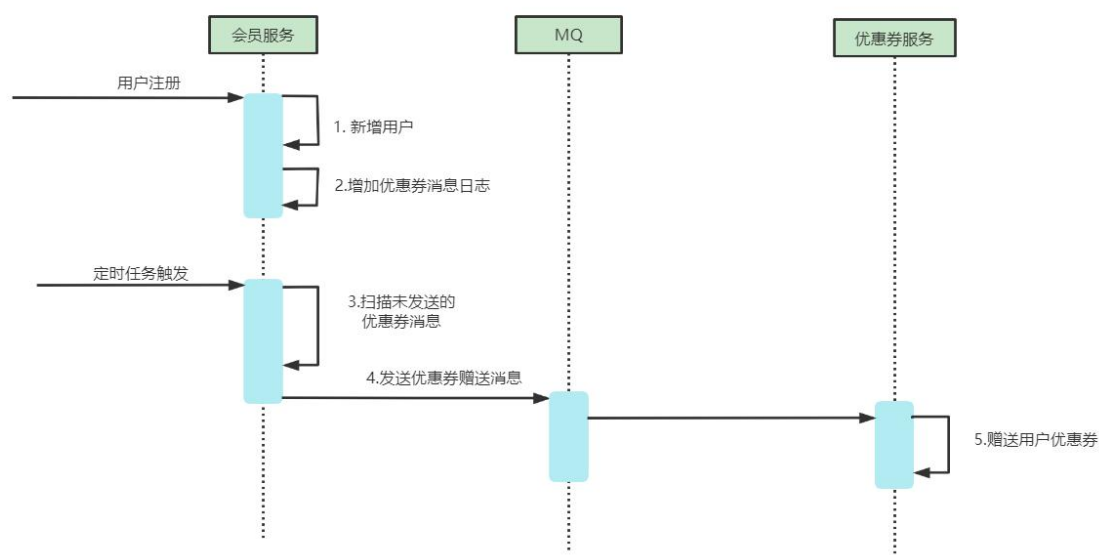 会员服务
MQ
优惠券服务
用户注册
1. 新增用户
2.增加优惠券消息日志
定时任务触发
3.扫描未发送的
优惠券消息
4.发送优惠券赠送消息
5.赠送用户优惠券